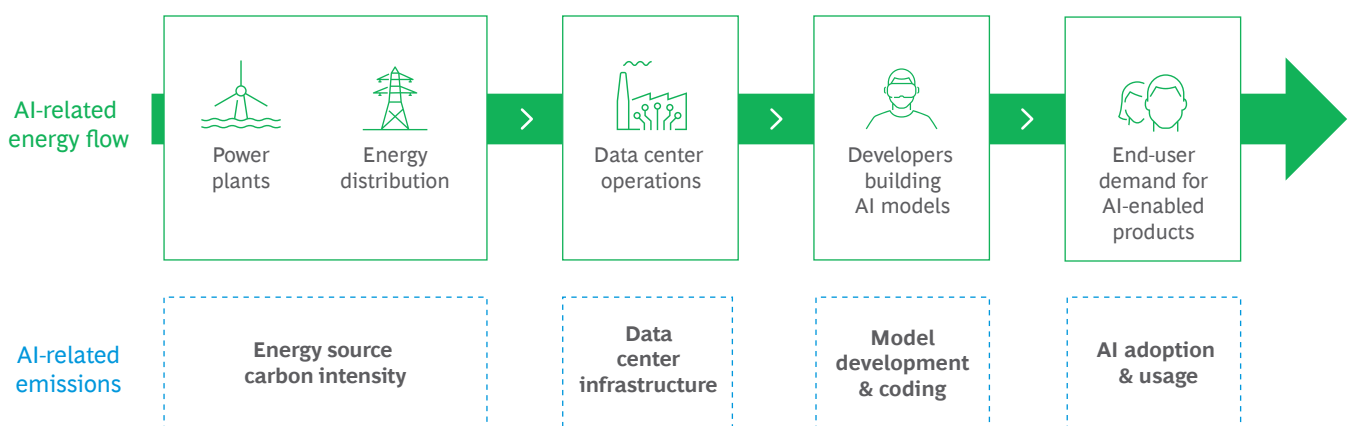 AI-related
energy flow
Power
plants
Energy
distribution
Data center
operations
Developers
building
AI models
End-user
demand for
AI-enabled
products
AI-related
emissions
Energy source
carbon intensity
Data
center
infrastructure
Model
development
& coding
AI adoption
& usage